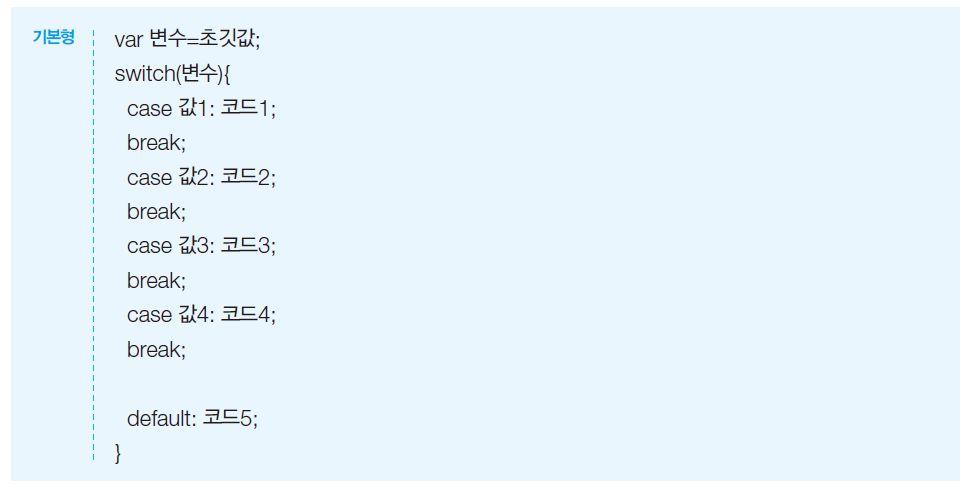 기본형
var 변수=초깃값;
switch(변수){
case 값1: 코드1;
break;
case 값2: 코드2;
break;
case 값3: 코드3;
break;
case 값4: 코드4;
break;
default: 코드5;
}